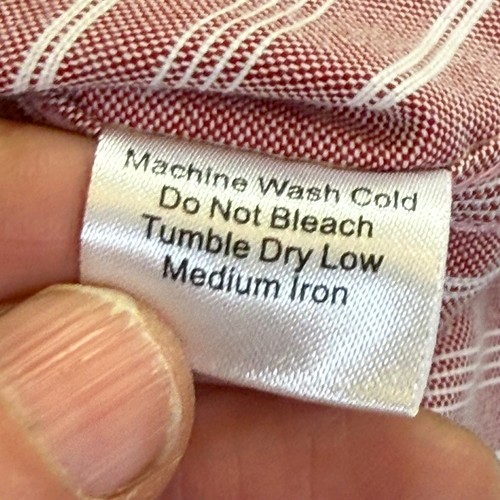 Machine Wash Cold
Do Not Bleach
Tumble Dry Low
Medium Iron